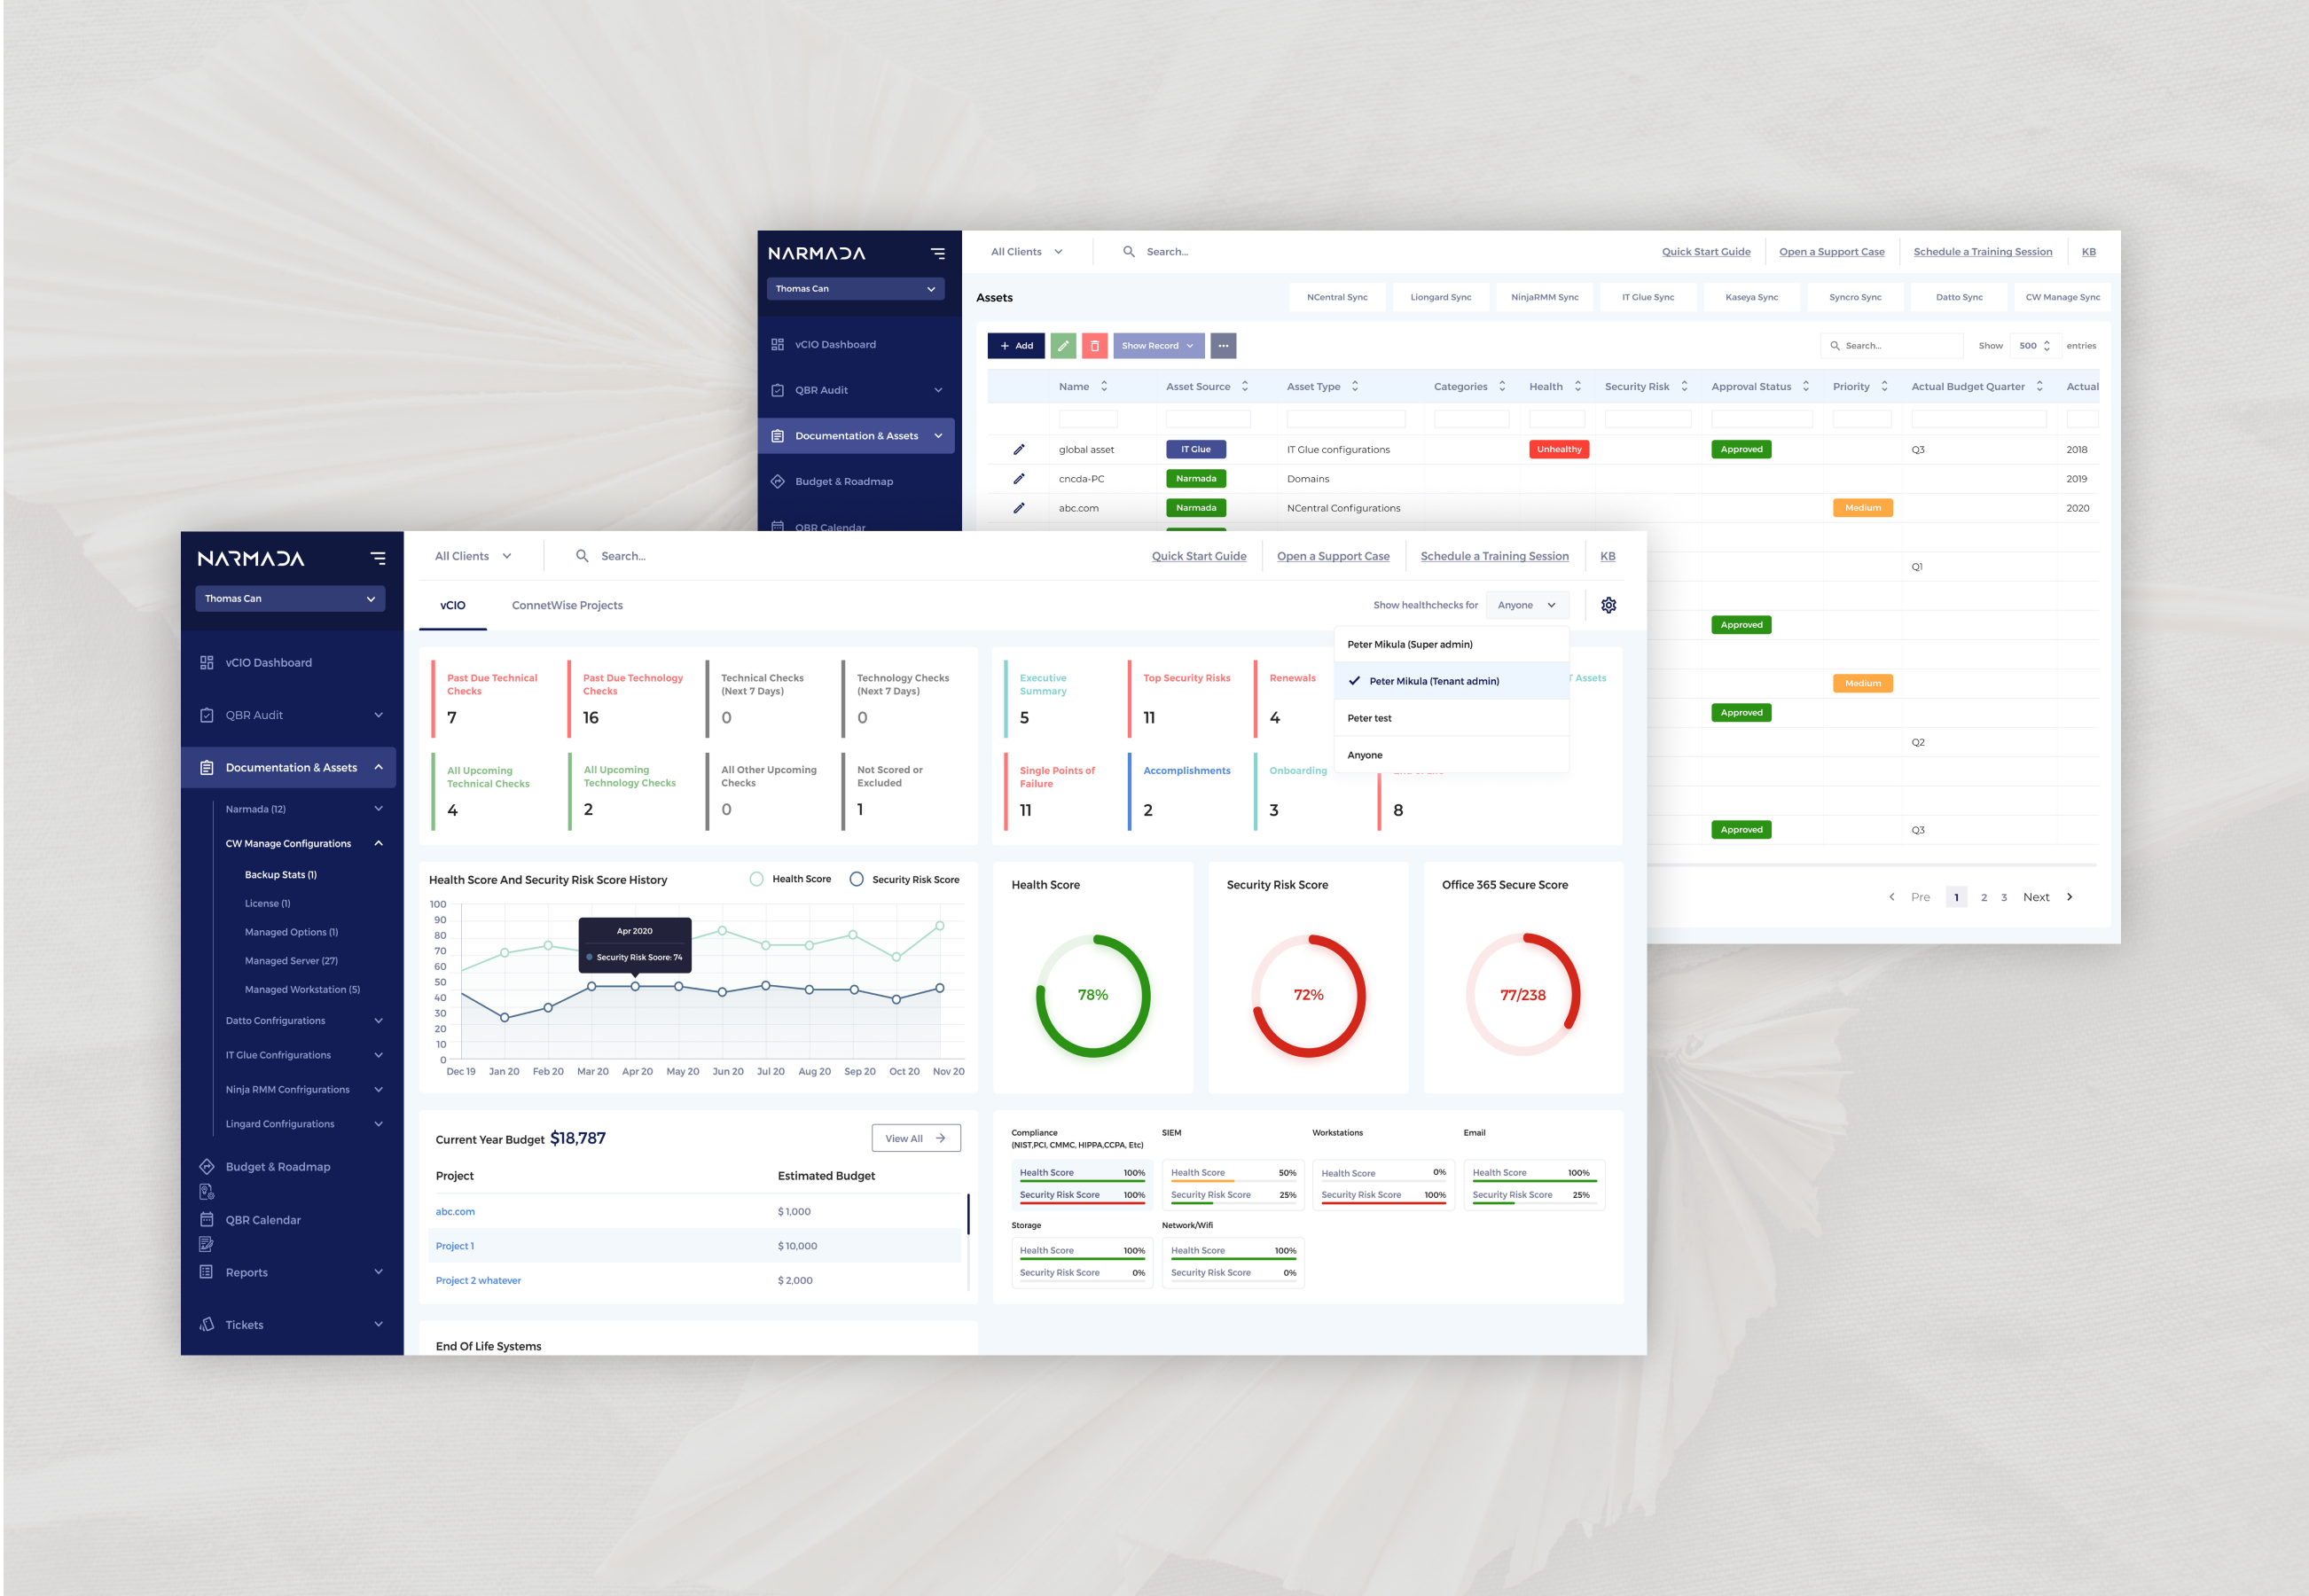 NARMADA
Thomas Can
vCIO Dashboard
QBR Audit
Documentation & Assets
Budget & Roadmap
QBR Calendar
All Clients
Search...
Quick Start Guide
Open a Support Case
Schedule a Training Session
KB
Assets
NCentral Sync
Liongard Sync
NinjaRMM Sync
IT Glue Sync
Kaseya Sync
Syncro Sync
Datto Sync
CW Manage Sync
+ Add
Show Record
Search...
Show 500 entries
Name Asset Source Asset Type Categories Health Security Risk Approval Status Priority Actual Budget Quarter Actual
global asset IT Glue IT Glue configurations Unhealthy Approved Q3 2018
cncda-PC Narmada Domains 2019
abc.com Narmada NCentral Configurations Medium 2020
Q1
Approved
Medium
Approved
Q2
Approved Q3
Pre 1 2 3 Next
NARMADA
Thomas Can
vCIO Dashboard
QBR Audit
Documentation & Assets
Narmada (12)
CW Manage Configurations
Backup Stats (1)
License (1)
Managed Options (1)
Managed Server (27)
Managed Workstation (5)
Datto Confrigurations
IT Glue Confrigurations
Ninja RMM Confrigurations
Lingard Confrigurations
Budget & Roadmap
QBR Calendar
Reports
Tickets
All Clients
Search...
Quick Start Guide
Open a Support Case
Schedule a Training Session
KB
vCIO
ConnetWise Projects
Show healthchecks for
Anyone
Peter Mikula (Super admin)
Peter Mikula (Tenant admin)
Peter test
Anyone
Past Due Technical
Checks
7
Past Due Technology
Checks
16
Technical Checks
(Next 7 Days)
0
Technology Checks
(Next 7 Days)
0
All Upcoming
Technical Checks
4
All Upcoming
Technology Checks
2
All Other Upcoming
Checks
0
Not Scored or
Excluded
1
Executive
Summary
5
Top Security Risks
11
Renewals
4
Assets
Single Points of
Failure
11
Accomplishments
2
Onboarding
3
8
Health Score And Security Risk Score History
Health Score
Security Risk Score
100
90
80
70
60
50
40
30
20
10
0
Apr 2020
Security Risk Soore: 74
Dec 19 Jan 20 Feb 20 Mar 20 Apr 20 May 20 Jun 20 Jul 20 Aug 20 Sep 20 Oct 20 Nov 20
Health Score
78%
Security Risk Score
72%
Office 365 Secure Score
77/238
Current Year Budget $18,787
View All
Project Estimated Budget
abc.com $ 1,000
Project 1 $ 10,000
Project 2 whatever $ 2,000
Compliance
(NIST,PCI, CMMC, HIPPA,CCPA, Etc)
Health Score 100%
Security Risk Score 100%
SIEM
Health Score 50%
Security Risk Score 25%
Workstations
Health Score 0%
Security Risk Score 100%
Email
Health Score 100%
Security Risk Score 25%
Storage
Health Score 100%
Security Risk Score 0%
Network/Wifi
Health Score 100%
Security Risk Score 0%
End Of Life Systems